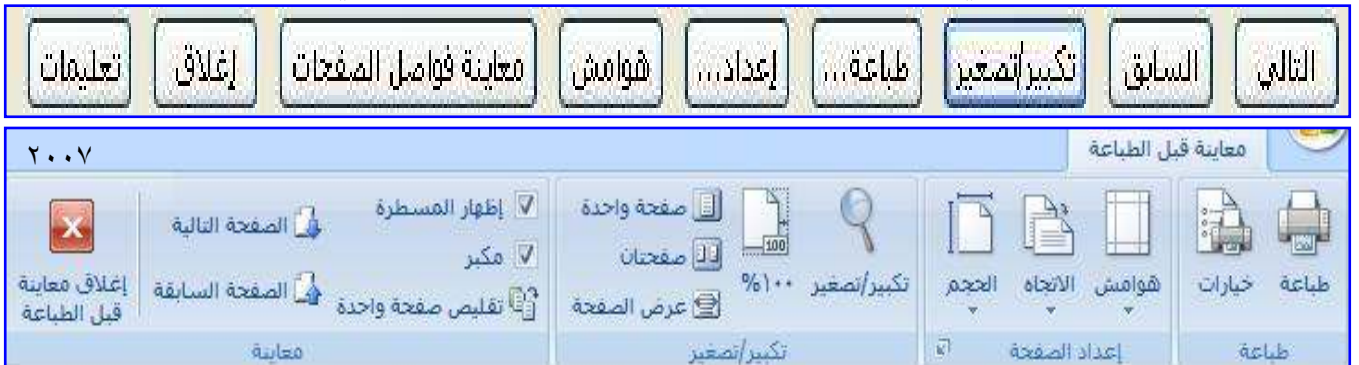 التالي السابق تكبير/تصغير طباعة... إعداد... هوامش معاينة فواصل الصفحات إغلاق تعليمات
معاينة قبل الطباعة ٢٠٠٧
طباعة خيارات هوامش الاتجاه الحجم تكبير/تصغير ١٠٠%
100
صفحة واحدة
صفحتان
عرض الصفحة
إظهار المسطرة
مكبر
تقليص صفحة واحدة
الصفحة التالية
الصفحة السابقة
إغلاق معاينة
قبل الطباعة
طباعة إعداد الصفحة تكبير/تصغير معاينة